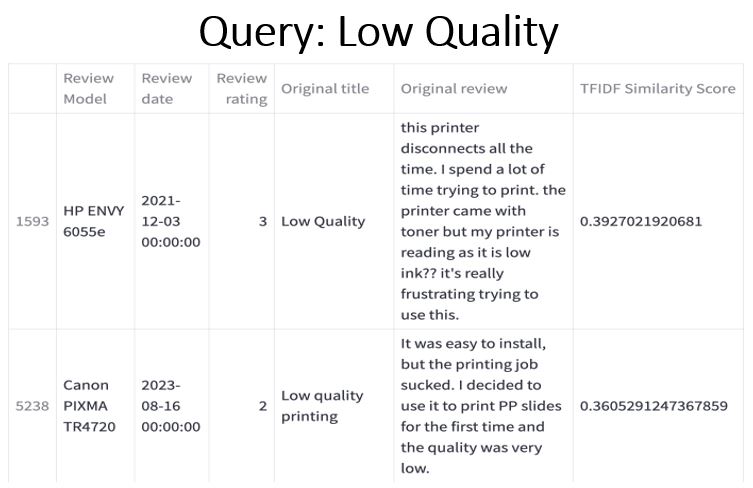 Query: Low Quality
Review Model
Review date
Review rating
Original title
Original review
TFIDF Similarity Score
1593
HP ENVY
6055e
2021-
12-03
00:00:00
3
Low Quality
this printer
disconnects all the
time. I spend a lot of
time trying to print. the
printer came with
toner but my printer is
reading as it is low
ink?? it's really
frustrating trying to
use this.
0.3927021920681
5238
Canon
PIXMA
TR4720
2023-
08-16
00:00:00
2
Low quality
printing
It was easy to install,
but the printing job
sucked. I decided to
use it to print PP slides
for the first time and
the quality was very
low.
0.3605291247367859